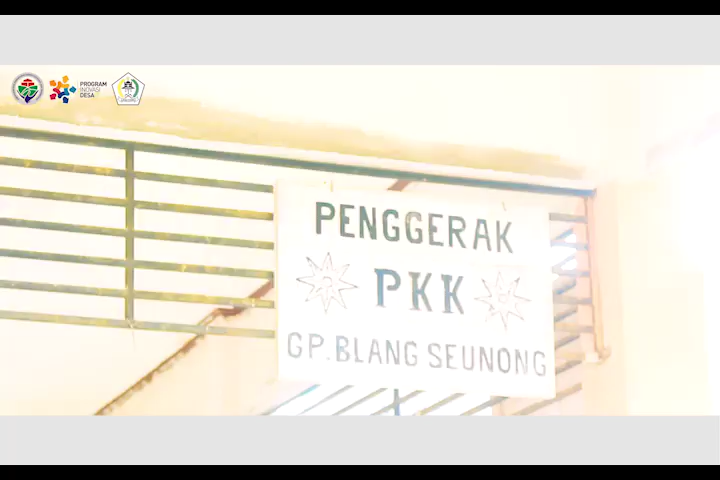 PROGRAM
INOVASI
DESA
PENGGERAK
PKK
GP. BLANG SEUNONG